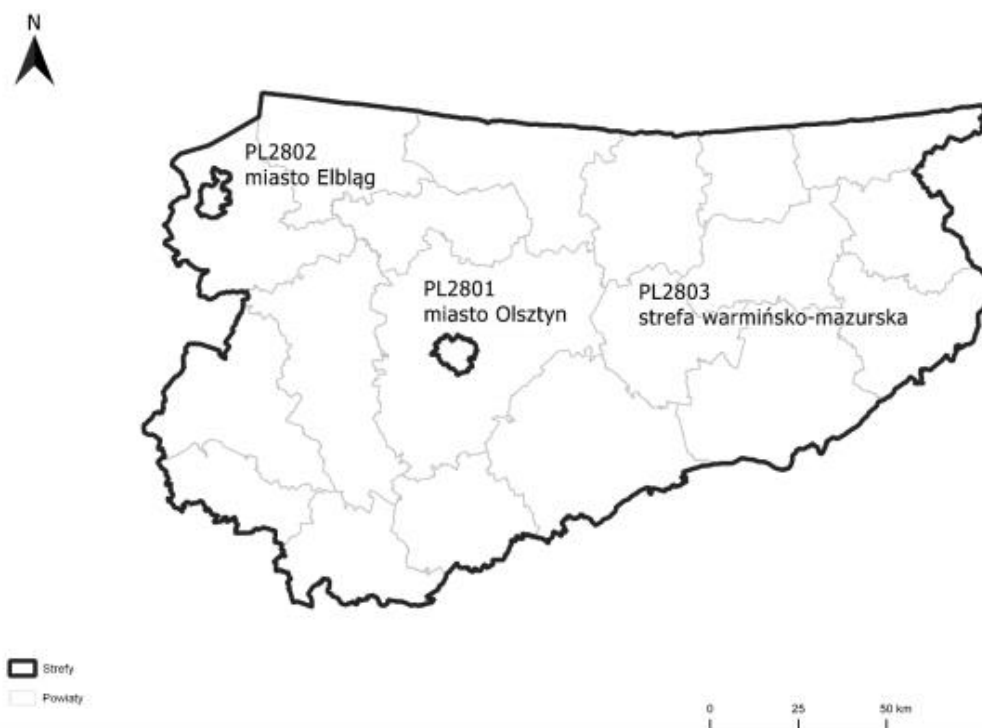 N
PL2802
miasto Elbląg
PL2801
miasto Olsztyn
PL2803
strefa warmińsko-mazurska
Strefy
Powiaty
0 25 50 km